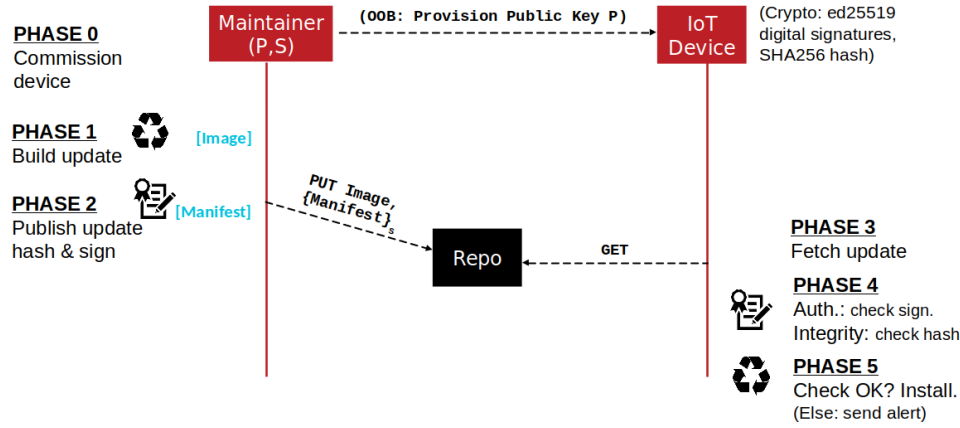 PHASE 0
Commission
device
Maintainer
(P,S)
(OOB: Provision Public Key P)
IoT
Device
(Crypto: ed25519
digital signatures,
SHA256 hash)
PHASE 1
Build update
[Image]
PHASE 2
Publish update
hash & sign
[Manifest]
PUT Image,
{Manifest}s
Repo
GET
PHASE 3
Fetch update
PHASE 4
Auth.: check sign.
Integrity: check hash
PHASE 5
Check OK? Install.
(Else: send alert)